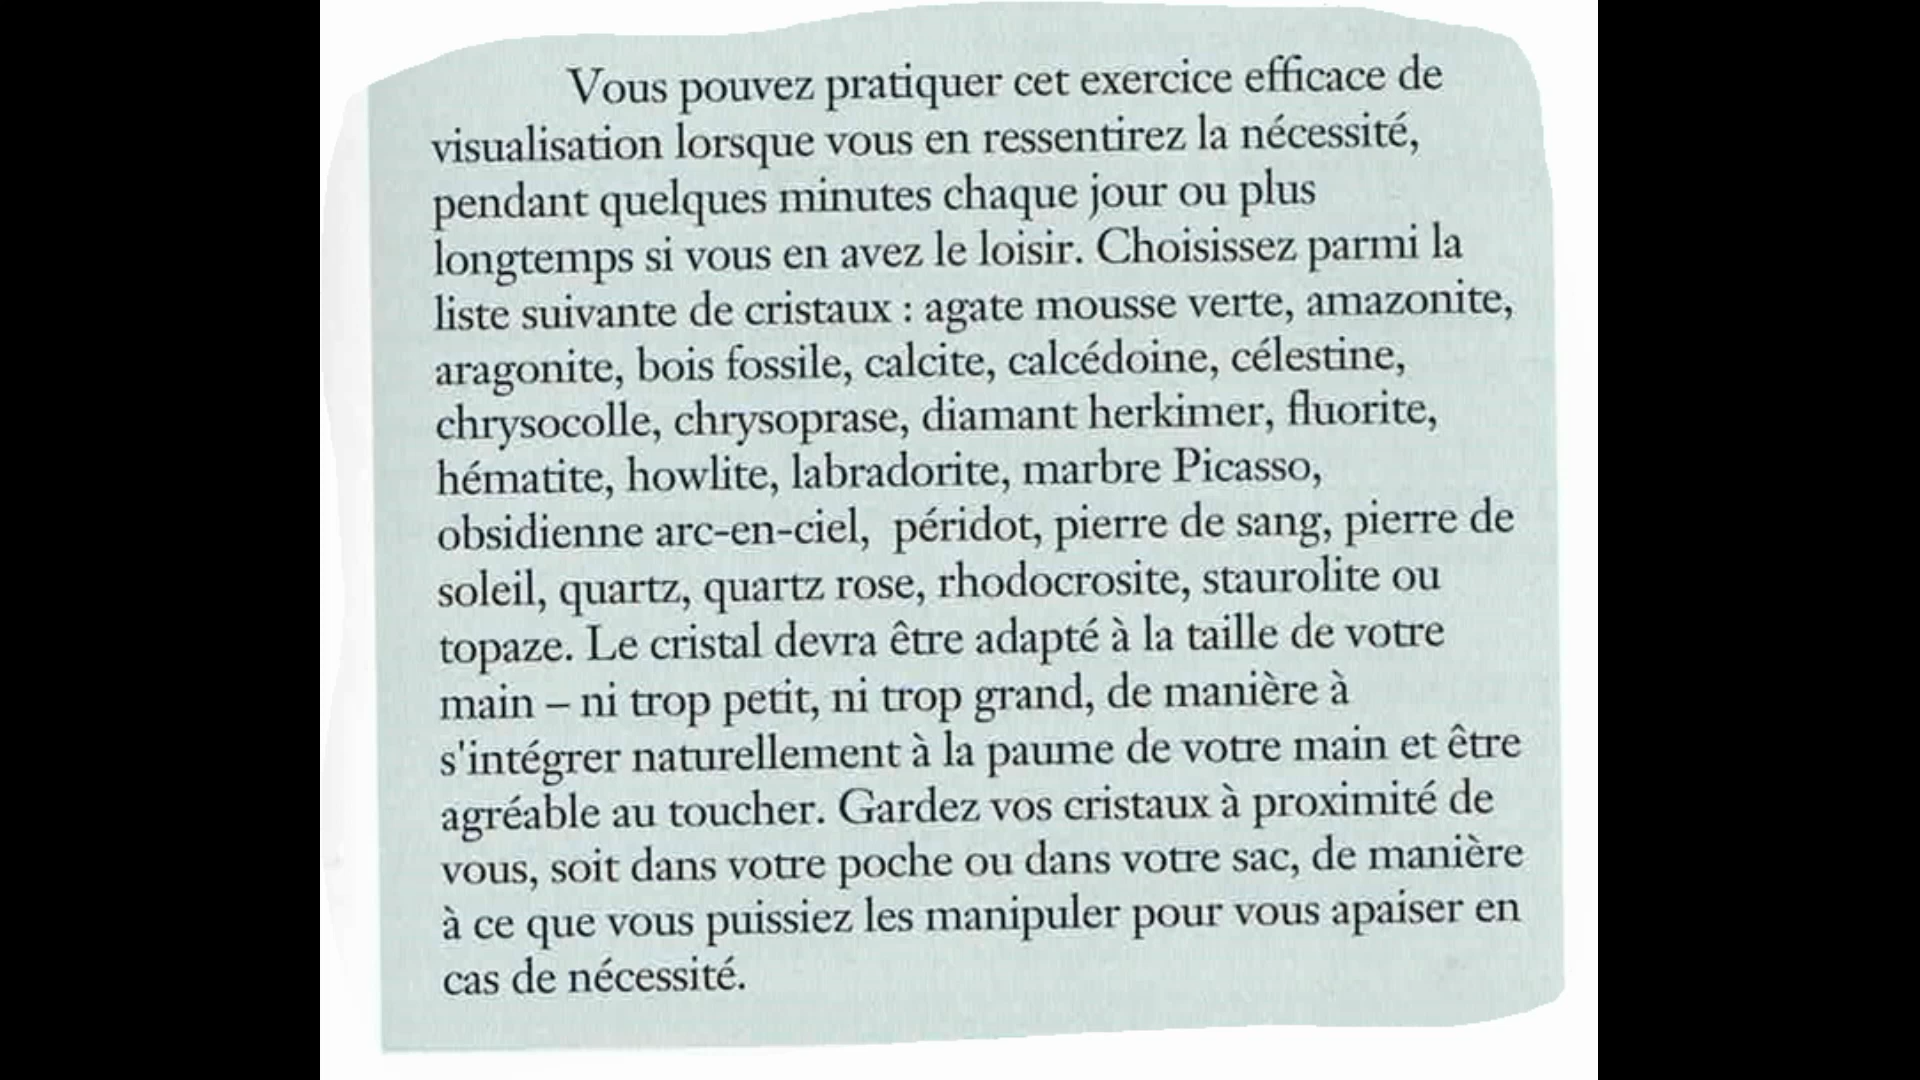 Vous pouvez pratiquer cet exercice efficace de
visualisation lorsque vous en ressentirez la nécessité,
pendant quelques minutes chaque jour ou plus
longtemps si vous en avez le loisir. Choisissez parmi la
liste suivante de cristaux : agate mousse verte, amazonite,
aragonite, bois fossile, calcite, calcédoine, célestine,
chrysocolle, chrysoprase, diamant herkimer, fluorite,
hématite, howlite, labradorite, marbre Picasso,
obsidienne arc-en-ciel,  péridot, pierre de sang, pierre de
soleil, quartz, quartz rose, rhodocrosite, staurolite ou
topaze. Le cristal devra être adapté à la taille de votre
main – ni trop petit, ni trop grand, de manière à
s'intégrer naturellement à la paume de votre main et être
agréable au toucher. Gardez vos cristaux à proximité de
vous, soit dans votre poche ou dans votre sac, de manière
à ce que vous puissiez les manipuler pour vous apaiser en
cas de nécessité.